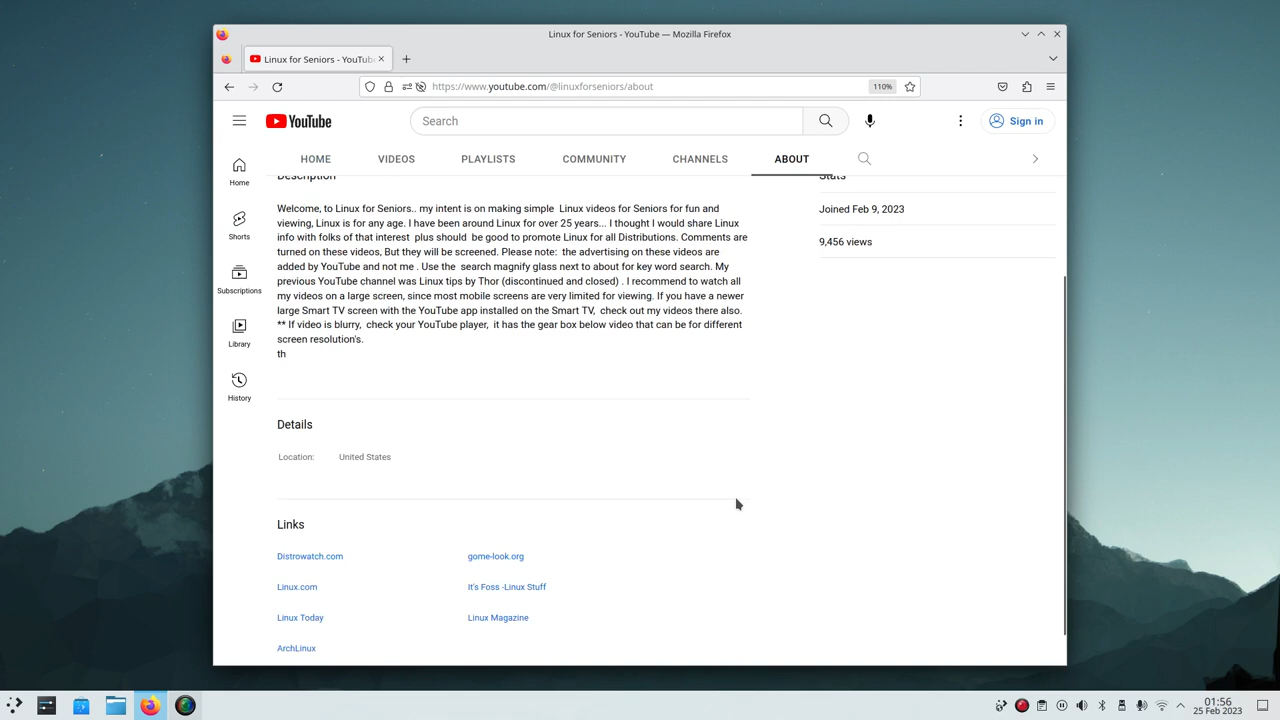 Linux for Seniors - YouTube — Mozilla Firefox
Linux for Seniors - YouTub
https://www.youtube.com/@linuxforseniors/about
110%
YouTube
Search
Sign in
HOME VIDEOS PLAYLISTS COMMUNITY CHANNELS ABOUT
Home
Shorts
Subscriptions
Library
History
Description
Welcome, to Linux for Seniors.. my intent is on making simple  Linux videos for Seniors for fun and
viewing, Linux is for any age. I have been around Linux for over 25 years... I thought I would share Linux
info with folks of that interest  plus should  be good to promote Linux for all Distributions. Comments are
turned on these videos, But they will be screened. Please note:  the advertising on these videos are
added by YouTube and not me . Use the  search magnify glass next to about for key word search. My
previous YouTube channel was Linux tips by Thor (discontinued and closed) . I recommend to watch all
my videos on a large screen, since most mobile screens are very limited for viewing. If you have a newer
large Smart TV screen with the YouTube app installed on the Smart TV,  check out my videos there also.
** If video is blurry,  check your YouTube player,  it has the gear box below video that can be for different
screen resolution's.
th
Stats
Joined Feb 9, 2023
9,456 views
Details
Location: United States
Links
Distrowatch.com gome-look.org
Linux.com It's Foss -Linux Stuff
Linux Today Linux Magazine
ArchLinux
01:56
25 Feb 2023